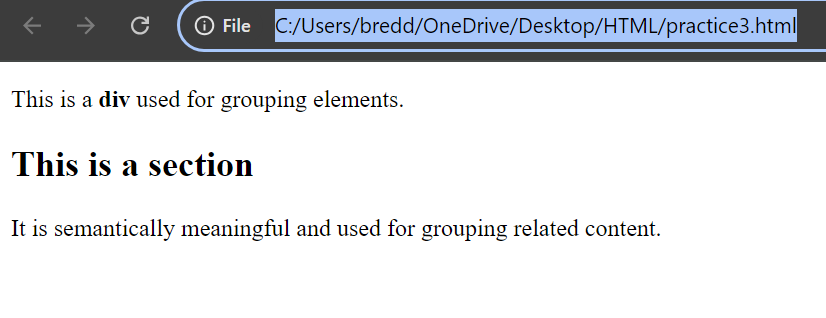 File C:/Users/bredd/OneDrive/Desktop/HTML/practice3.html
This is a div used for grouping elements.
This is a section
It is semantically meaningful and used for grouping related content.